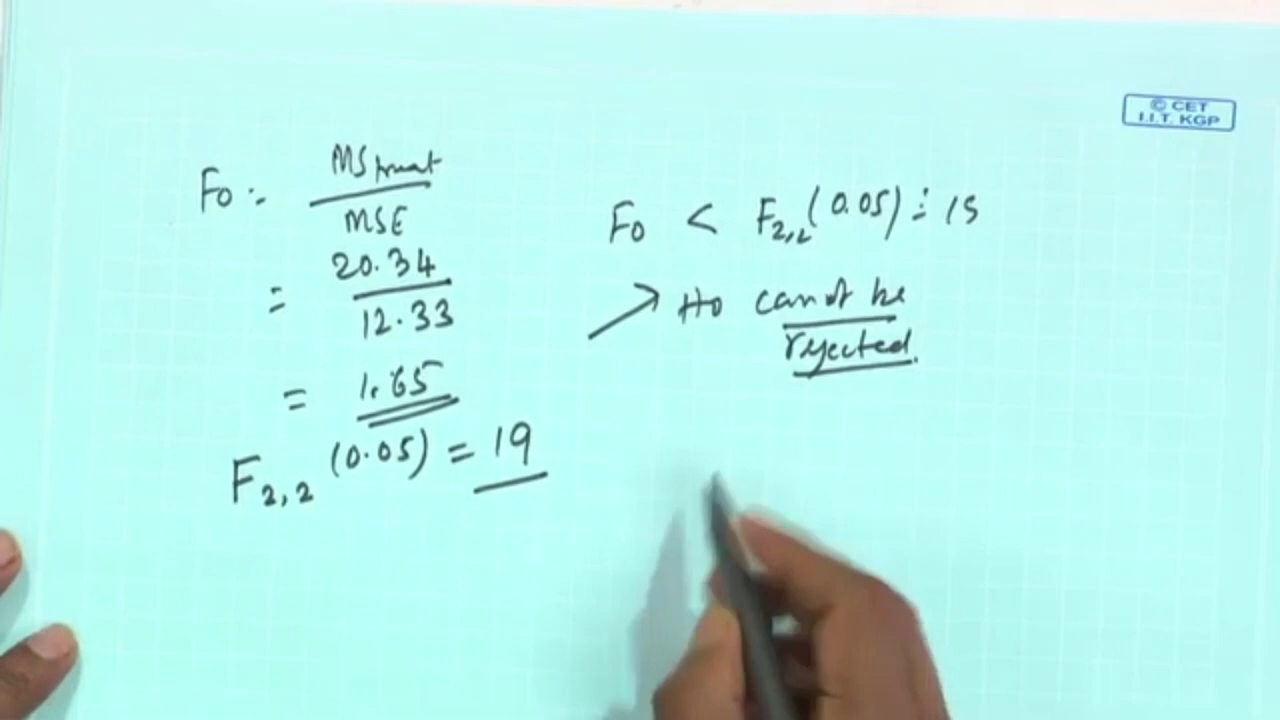 © CET
I.I.T. KGP
F0 :- MS treat
MSE
= 20.34
12.33
= 1.65
F2,2 (0.05) = 19
F0 < F2,2 (0.05) = 19
→ H0 cannot be
rejected.